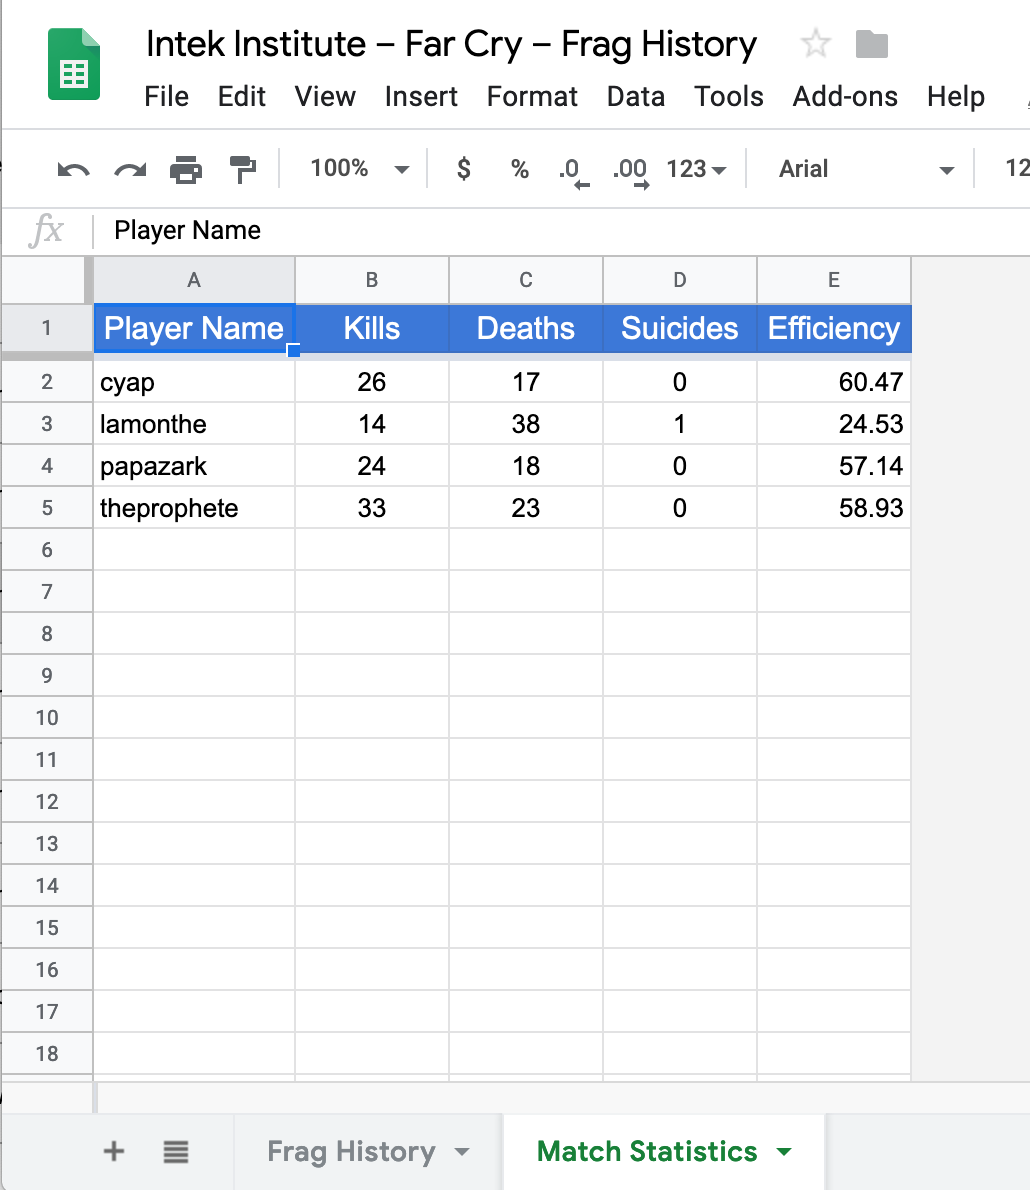 Intek Institute – Far Cry – Frag History
File Edit View Insert Format Data Tools Add-ons Help
100% $ % .0 .00 123 Arial 12
fx Player Name
A B C D E
1 Player Name Kills Deaths Suicides Efficiency
2 cyap 26 17 0 60.47
3 lamonthe 14 38 1 24.53
4 papazark 24 18 0 57.14
5 theprophete 33 23 0 58.93
6
7
8
9
10
11
12
13
14
15
16
17
18
+ Frag History Match Statistics